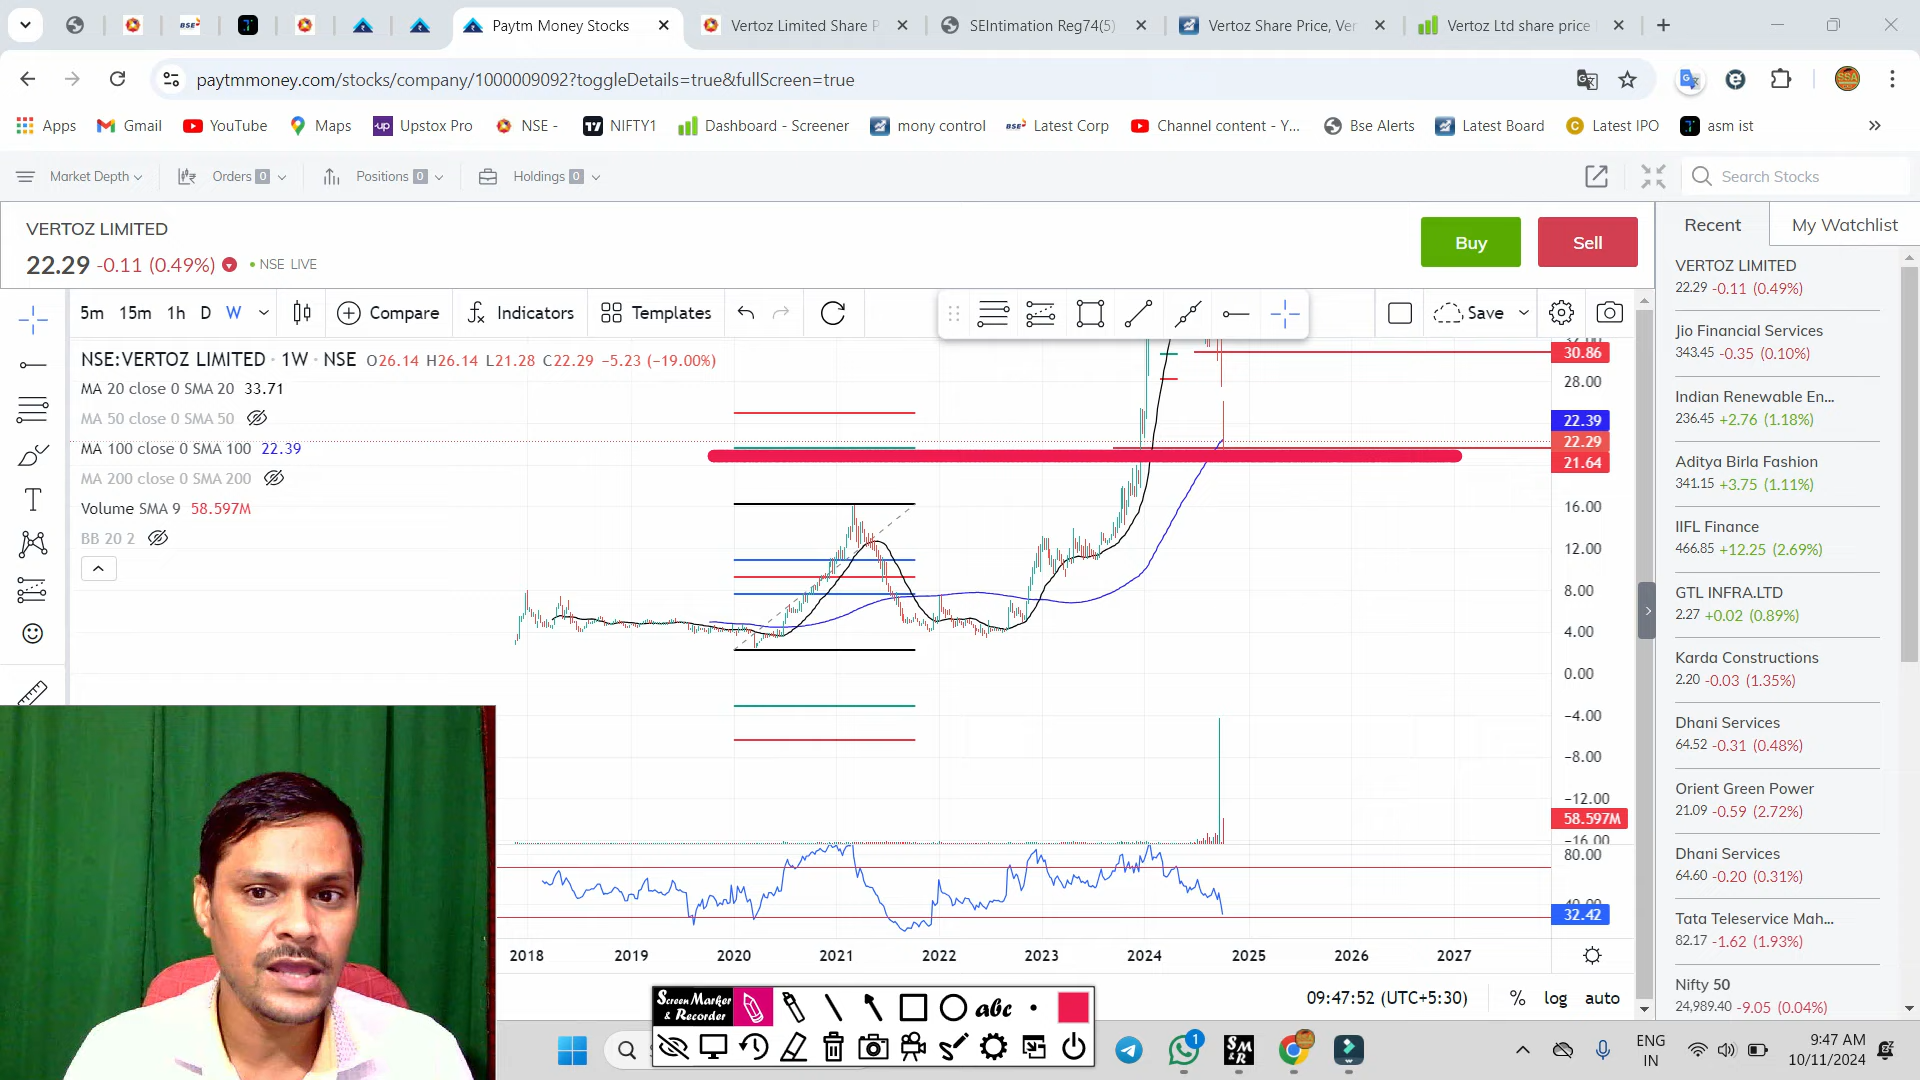 Paytm Money Stocks
Vertoz Limited Share P
SEIntimation Reg74(5)
Vertoz Share Price, Ver
Vertoz Ltd share price
paytmmoney.com/stocks/company/1000009092?toggleDetails=true&fullScreen=true
Apps Gmail YouTube Maps Upstox Pro NSE - NIFTY1 Dashboard - Screener mony control Latest Corp Channel content - Y... Bse Alerts Latest Board Latest IPO asm ist
Market Depth Orders 0 Positions 0 Holdings 0 Search Stocks
VERTOZ LIMITED
22.29 -0.11 (0.49%) NSE LIVE
Buy Sell
5m 15m 1h D W Compare Indicators Templates Save
NSE:VERTOZ LIMITED · 1W · NSE O26.14 H26.14 L21.28 C22.29 -5.23 (-19.00%)
MA 20 close 0 SMA 20 33.71
MA 50 close 0 SMA 50
MA 100 close 0 SMA 100 22.39
MA 200 close 0 SMA 200
Volume SMA 9 58.597M
BB 20 2
30.86
28.00
22.39
22.29
21.64
16.00
12.00
8.00
4.00
0.00
-4.00
-8.00
-12.00
58.597M
-16.00
80.00
32.42
2018 2019 2020 2021 2022 2023 2024 2025 2026 2027
09:47:52 (UTC+5:30) % log auto
Recent My Watchlist
VERTOZ LIMITED
22.29 -0.11 (0.49%)
Jio Financial Services
343.45 -0.35 (0.10%)
Indian Renewable En...
236.45 +2.76 (1.18%)
Aditya Birla Fashion
341.15 +3.75 (1.11%)
IIFL Finance
466.85 +12.25 (2.69%)
GTL INFRA.LTD
2.27 +0.02 (0.89%)
Karda Constructions
2.20 -0.03 (1.35%)
Dhani Services
64.52 -0.31 (0.48%)
Orient Green Power
21.09 -0.59 (2.72%)
Dhani Services
64.60 -0.20 (0.31%)
Tata Teleservice Mah...
82.17 -1.62 (1.93%)
Nifty 50
24,989.40 -9.05 (0.04%)
Screen Marker
& Recorder
abc
ENG
IN
9:47 AM
10/11/2024